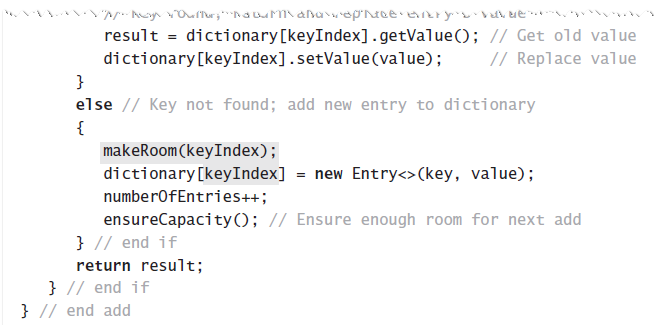 result = dictionary[keyIndex].getValue(); // Get old value
dictionary[keyIndex].setValue(value); // Replace value
}
else // Key not found; add new entry to dictionary
{
makeRoom(keyIndex);
dictionary[keyIndex] = new Entry<>(key, value);
numberOfEntries++;
ensureCapacity(); // Ensure enough room for next add
} // end if
return result;
} // end if
} // end add